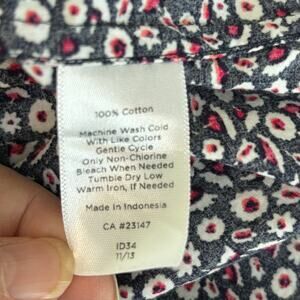 100% Cotton
Machine Wash Cold
With Like Colors
Gentle Cycle
Only Non-Chlorine
Bleach When Needed
Tumble Dry Low
Warm Iron, If Needed
Made in Indonesia
CA #23147
ID34
11/13